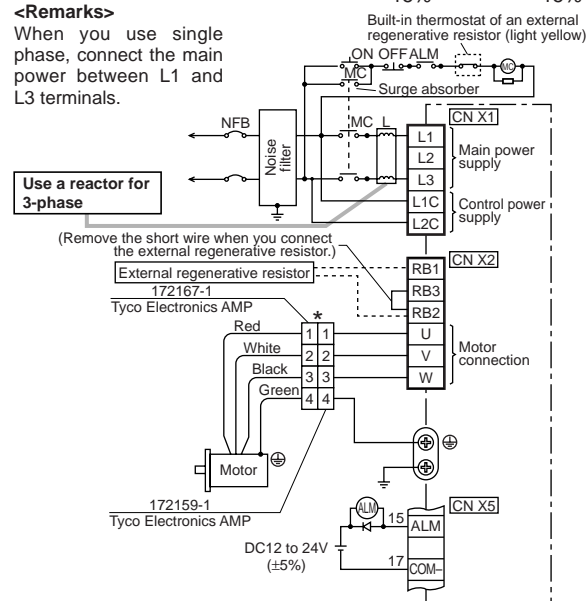 <Remarks>
When you use single
phase, connect the main
power between L1 and
L3 terminals.
Built-in thermostat of an external
regenerative resistor (light yellow)
ON OFF ALM
MC
MC
Surge absorber
NFB
Noise
filter
MC L
CN X1
L1
L2
L3
Main power
supply
L1C
L2C
Control power
supply
Use a reactor for
3-phase
(Remove the short wire when you connect
the external regenerative resistor.)
External regenerative resistor
CN X2
RB1
RB3
RB2
172167-1
Tyco Electronics AMP
*
Red
1 1
U
White
2 2
V
Black
3 3
W
Motor
connection
Green
4 4
Motor
172159-1
Tyco Electronics AMP
CN X5
ALM
15
ALM
DC12 to 24V
(±5%)
17
COM–